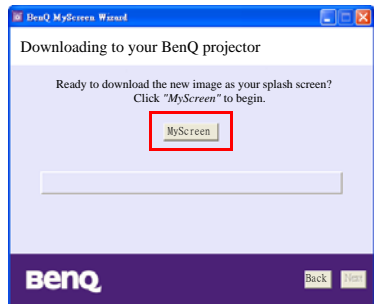 BenQ MyScreen Wizard
Downloading to your BenQ projector
Ready to download the new image as your splash screen?
Click "MyScreen" to begin.
MyScreen
BenQ
Back Next